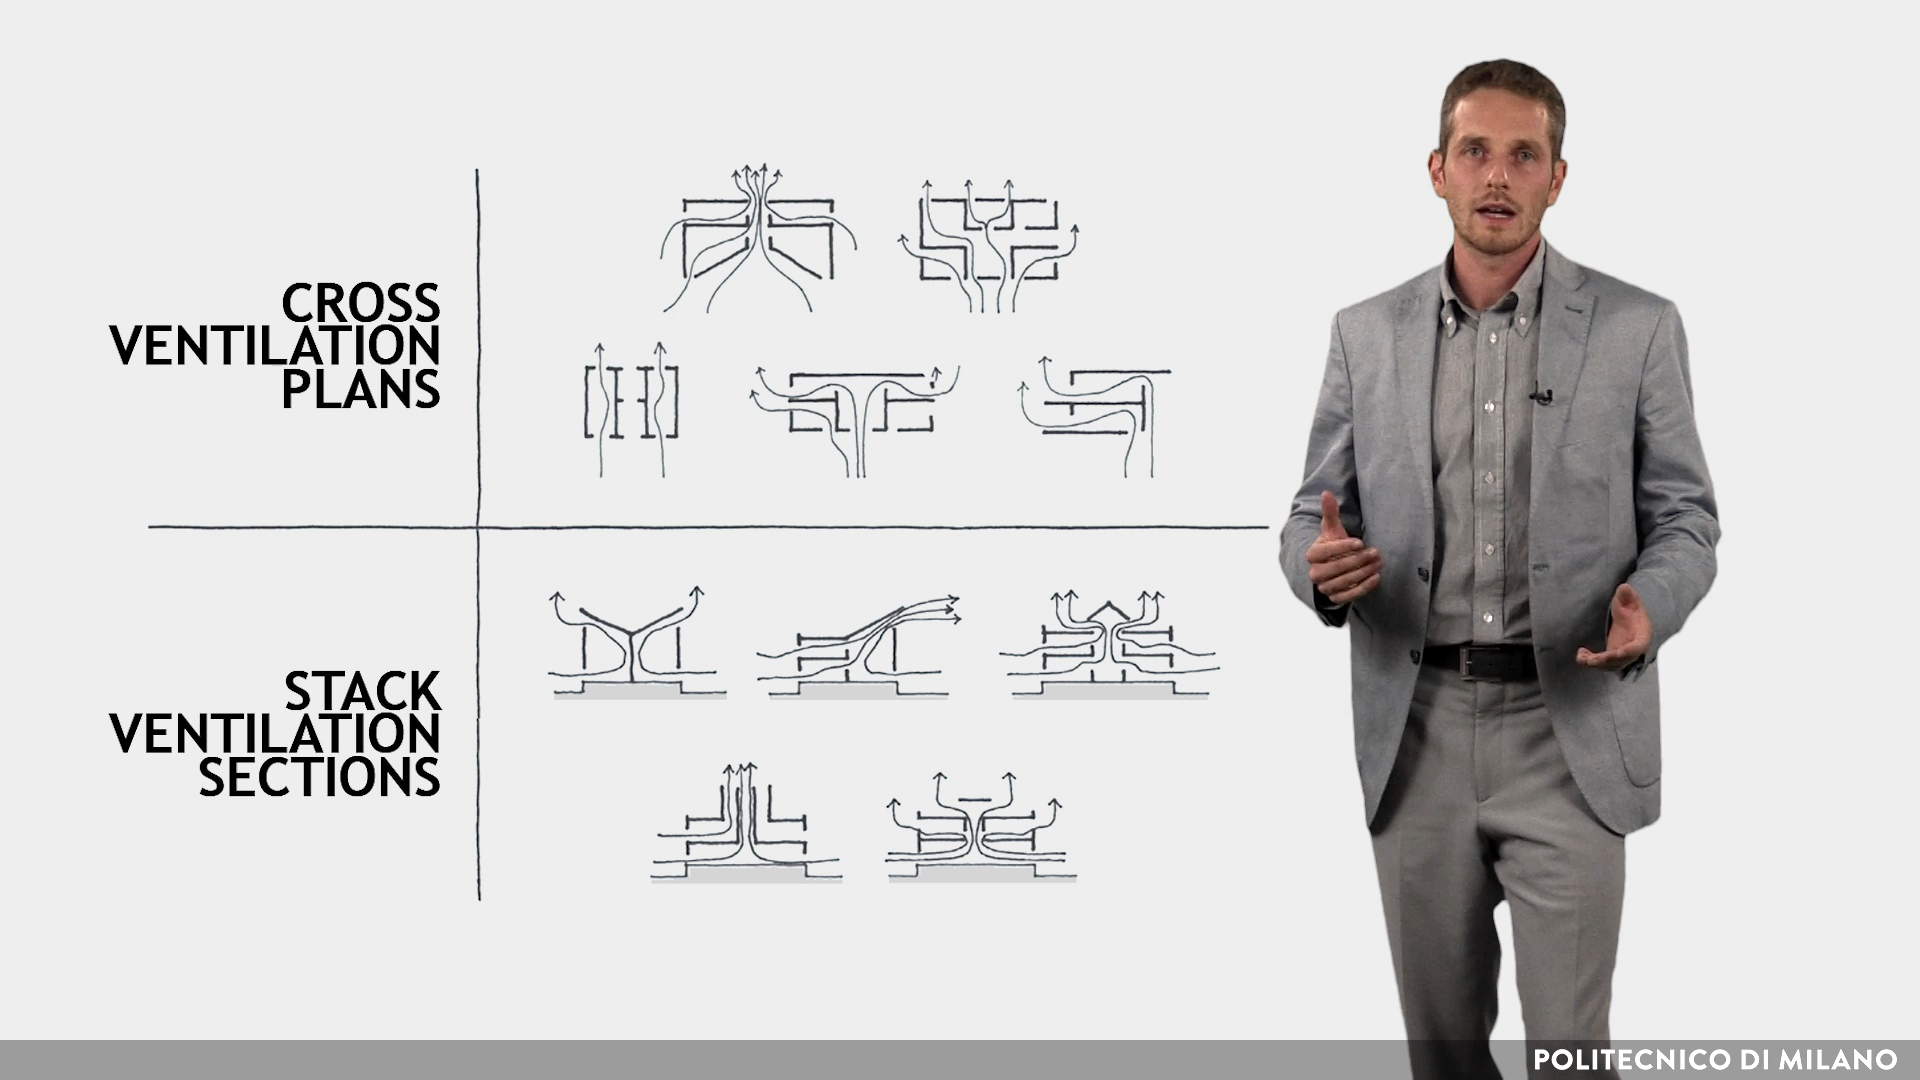 CROSS
VENTILATION
PLANS
STACK
VENTILATION
SECTIONS
POLITECNICO DI MILANO